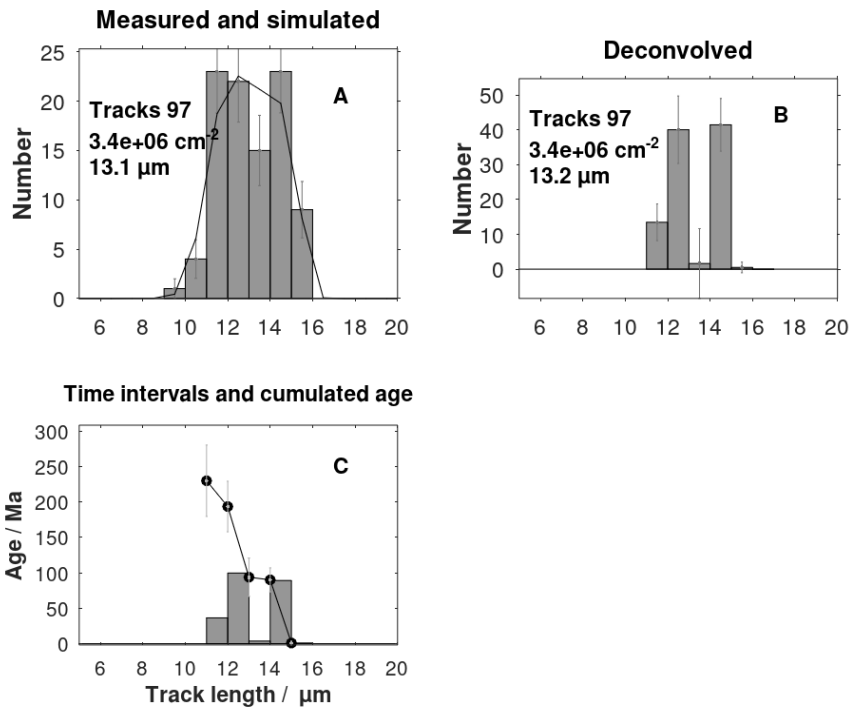 Measured and simulated
25
20
15
10
5
0
Number
Tracks 97
3.4e+06 cm-2
13.1 µm
A
6 8 10 12 14 16 18 20
Deconvolved
50
40
30
20
10
0
Number
Tracks 97
3.4e+06 cm-2
13.2 µm
B
6 8 10 12 14 16 18 20
Time intervals and cumulated age
300
250
200
150
100
50
0
Age / Ma
C
6 8 10 12 14 16 18 20
Track length / µm